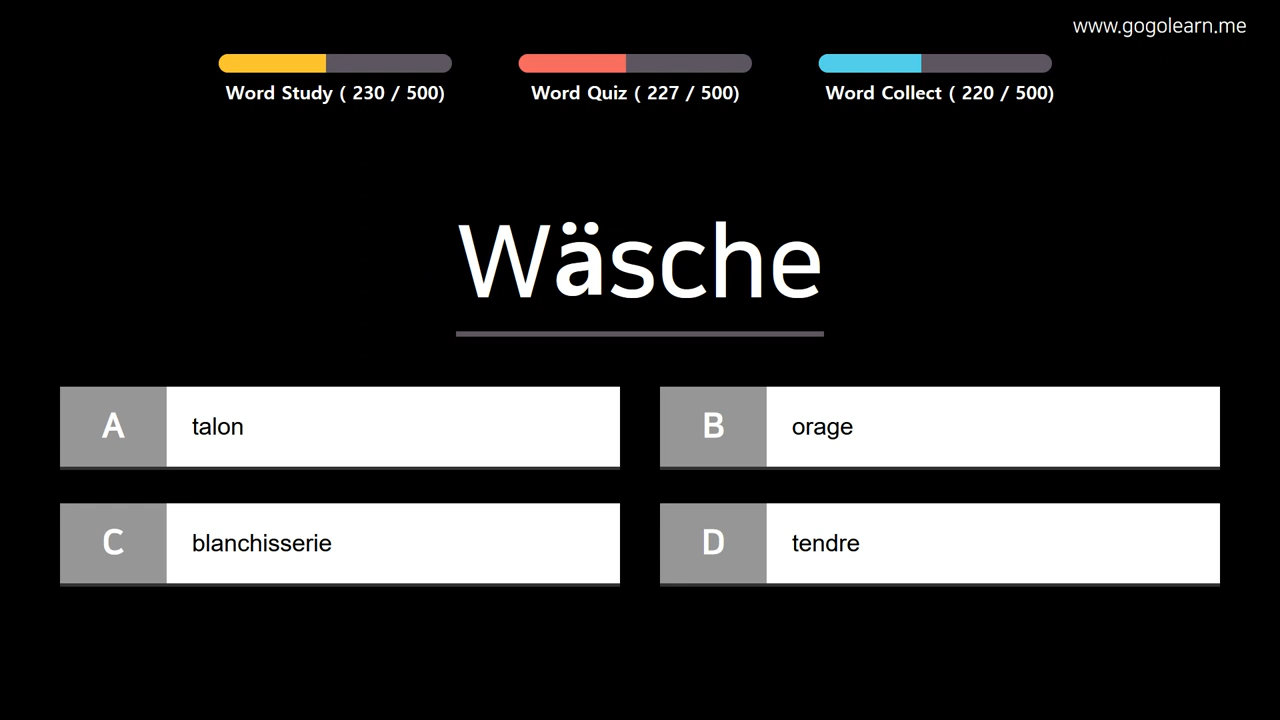 www.gogolearn.me
Word Study ( 230 / 500)
Word Quiz ( 227 / 500)
Word Collect ( 220 / 500)
Wäsche
A talon
B orage
C blanchisserie
D tendre